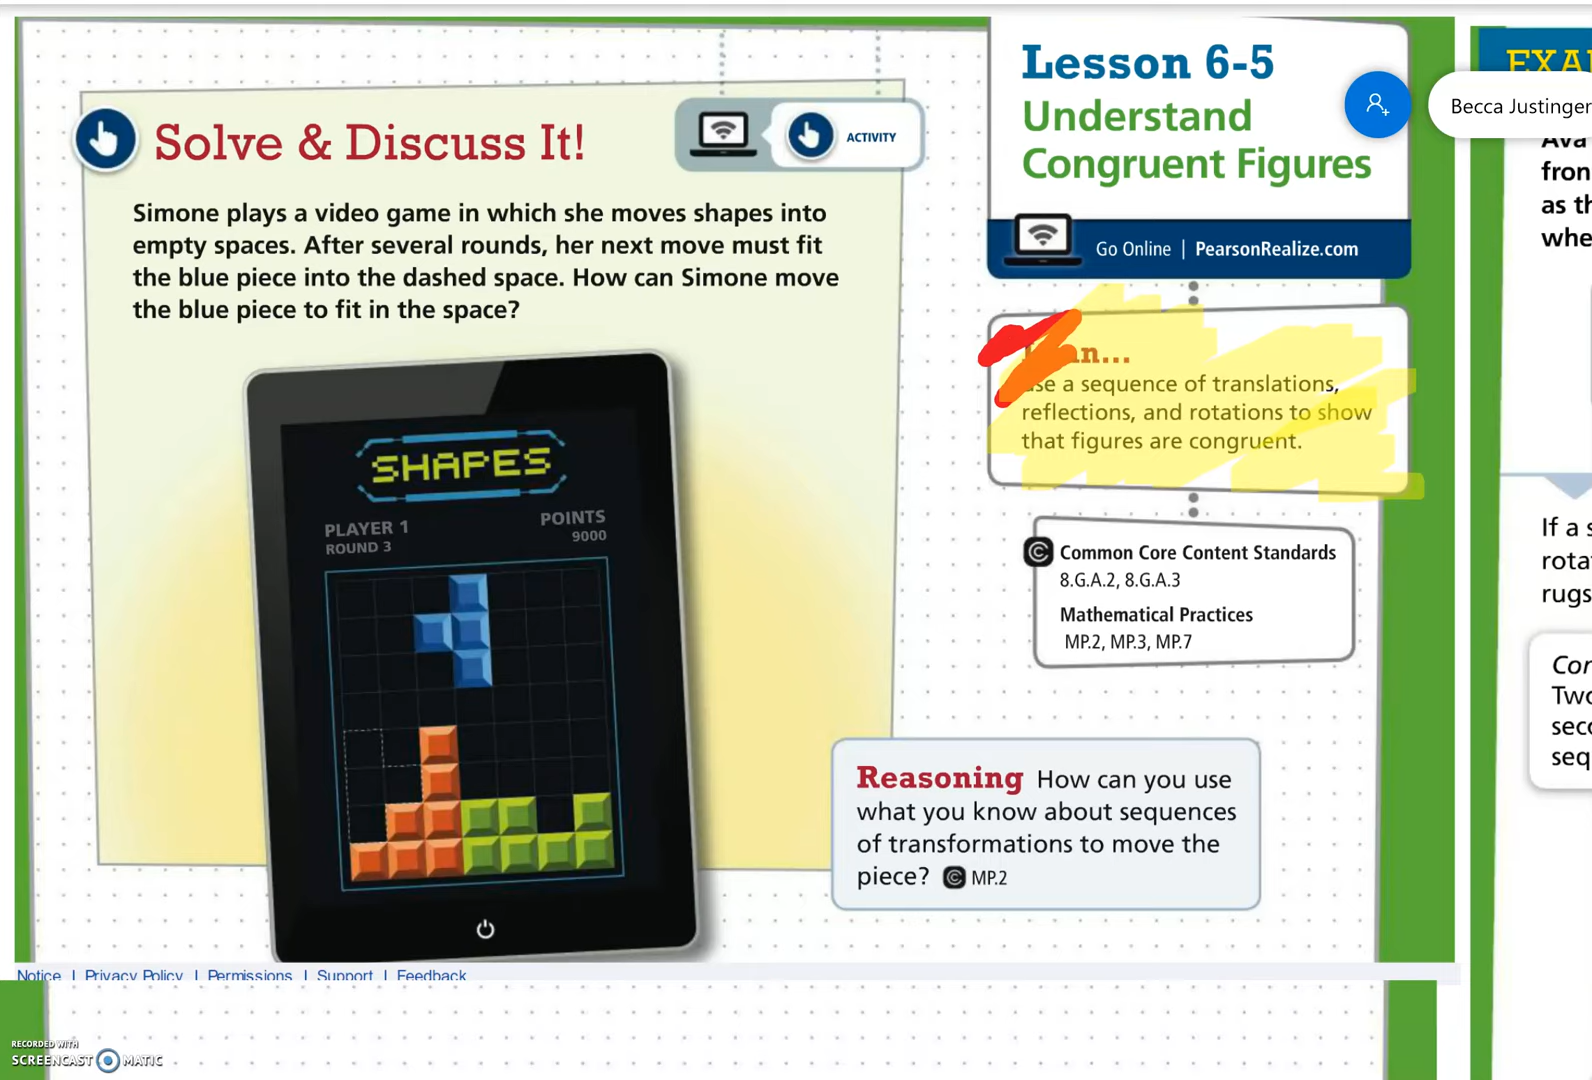 Solve & Discuss It!
ACTIVITY
Simone plays a video game in which she moves shapes into
empty spaces. After several rounds, her next move must fit
the blue piece into the dashed space. How can Simone move
the blue piece to fit in the space?
SHAPES
PLAYER 1
ROUND 3
POINTS
9000
Lesson 6-5
Understand
Congruent Figures
Go Online | PearsonRealize.com
use a sequence of translations,
reflections, and rotations to show
that figures are congruent.
Common Core Content Standards
8.G.A.2, 8.G.A.3
Mathematical Practices
MP.2, MP.3, MP.7
Reasoning How can you use
what you know about sequences
of transformations to move the
piece? MP.2
Becca Justinger
Ava
as
If a
rugs
Notice | Privacy Policy | Permissions | Support | Feedback
RECORDED WITH
SCREENCAST MATIC